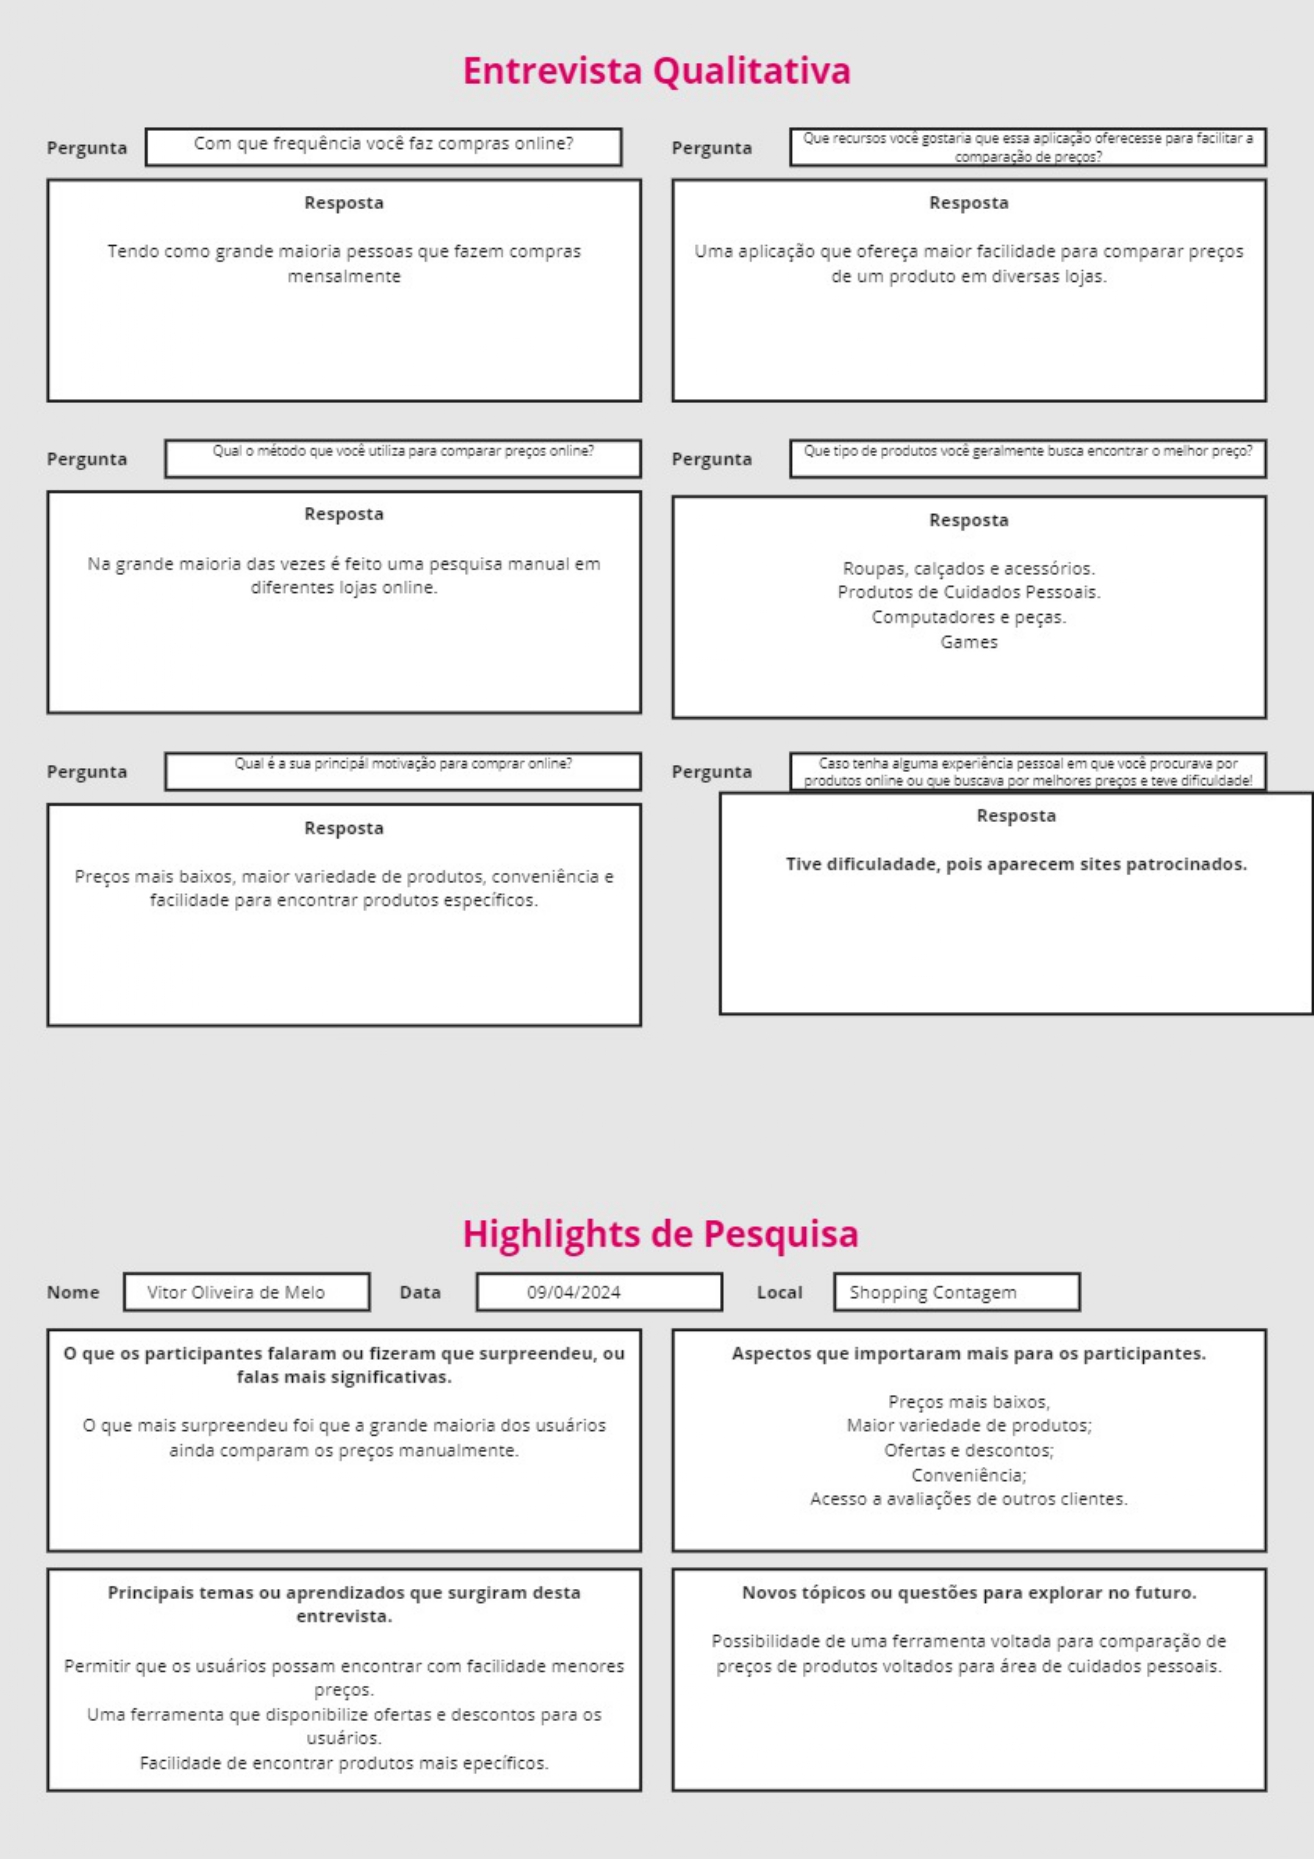 Entrevista Qualitativa
Pergunta
Com que frequência você faz compras online?
Resposta
Tendo como grande maioria pessoas que fazem compras
mensalmente
Pergunta
Que recursos você gostaria que essa aplicação oferecesse para facilitar a
comparação de preços?
Resposta
Uma aplicação que ofereça maior facilidade para comparar preços
de um produto em diversas lojas.
Pergunta
Qual o método que você utiliza para comparar preços online?
Resposta
Na grande maioria das vezes é feito uma pesquisa manual em
diferentes lojas online.
Pergunta
Que tipo de produtos você geralmente busca encontrar o melhor preço?
Resposta
Roupas, calçados e acessórios.
Produtos de Cuidados Pessoais.
Computadores e peças.
Games
Pergunta
Qual é a sua principál motivação para comprar online?
Resposta
Preços mais baixos, maior variedade de produtos, conveniência e
facilidade para encontrar produtos específicos.
Pergunta
Caso tenha alguma experiência pessoal em que você procurava por
produtos online ou que buscava por melhores preços e teve dificuldade!
Resposta
Tive dificuladade, pois aparecem sites patrocinados.
Highlights de Pesquisa
Nome
Vitor Oliveira de Melo
Data
09/04/2024
Local
Shopping Contagem
O que os participantes falaram ou fizeram que surpreendeu, ou
falas mais significativas.
O que mais surpreendeu foi que a grande maioria dos usuários
ainda comparam os preços manualmente.
Aspectos que importaram mais para os participantes.
Preços mais baixos,
Maior variedade de produtos;
Ofertas e descontos;
Conveniência;
Acesso a avaliações de outros clientes.
Principais temas ou aprendizados que surgiram desta
entrevista.
Permitir que os usuários possam encontrar com facilidade menores
preços.
Uma ferramenta que disponibilize ofertas e descontos para os
usuários.
Facilidade de encontrar produtos mais epecíficos.
Novos tópicos ou questões para explorar no futuro.
Possibilidade de uma ferramenta voltada para comparação de
preços de produtos voltados para área de cuidados pessoais.